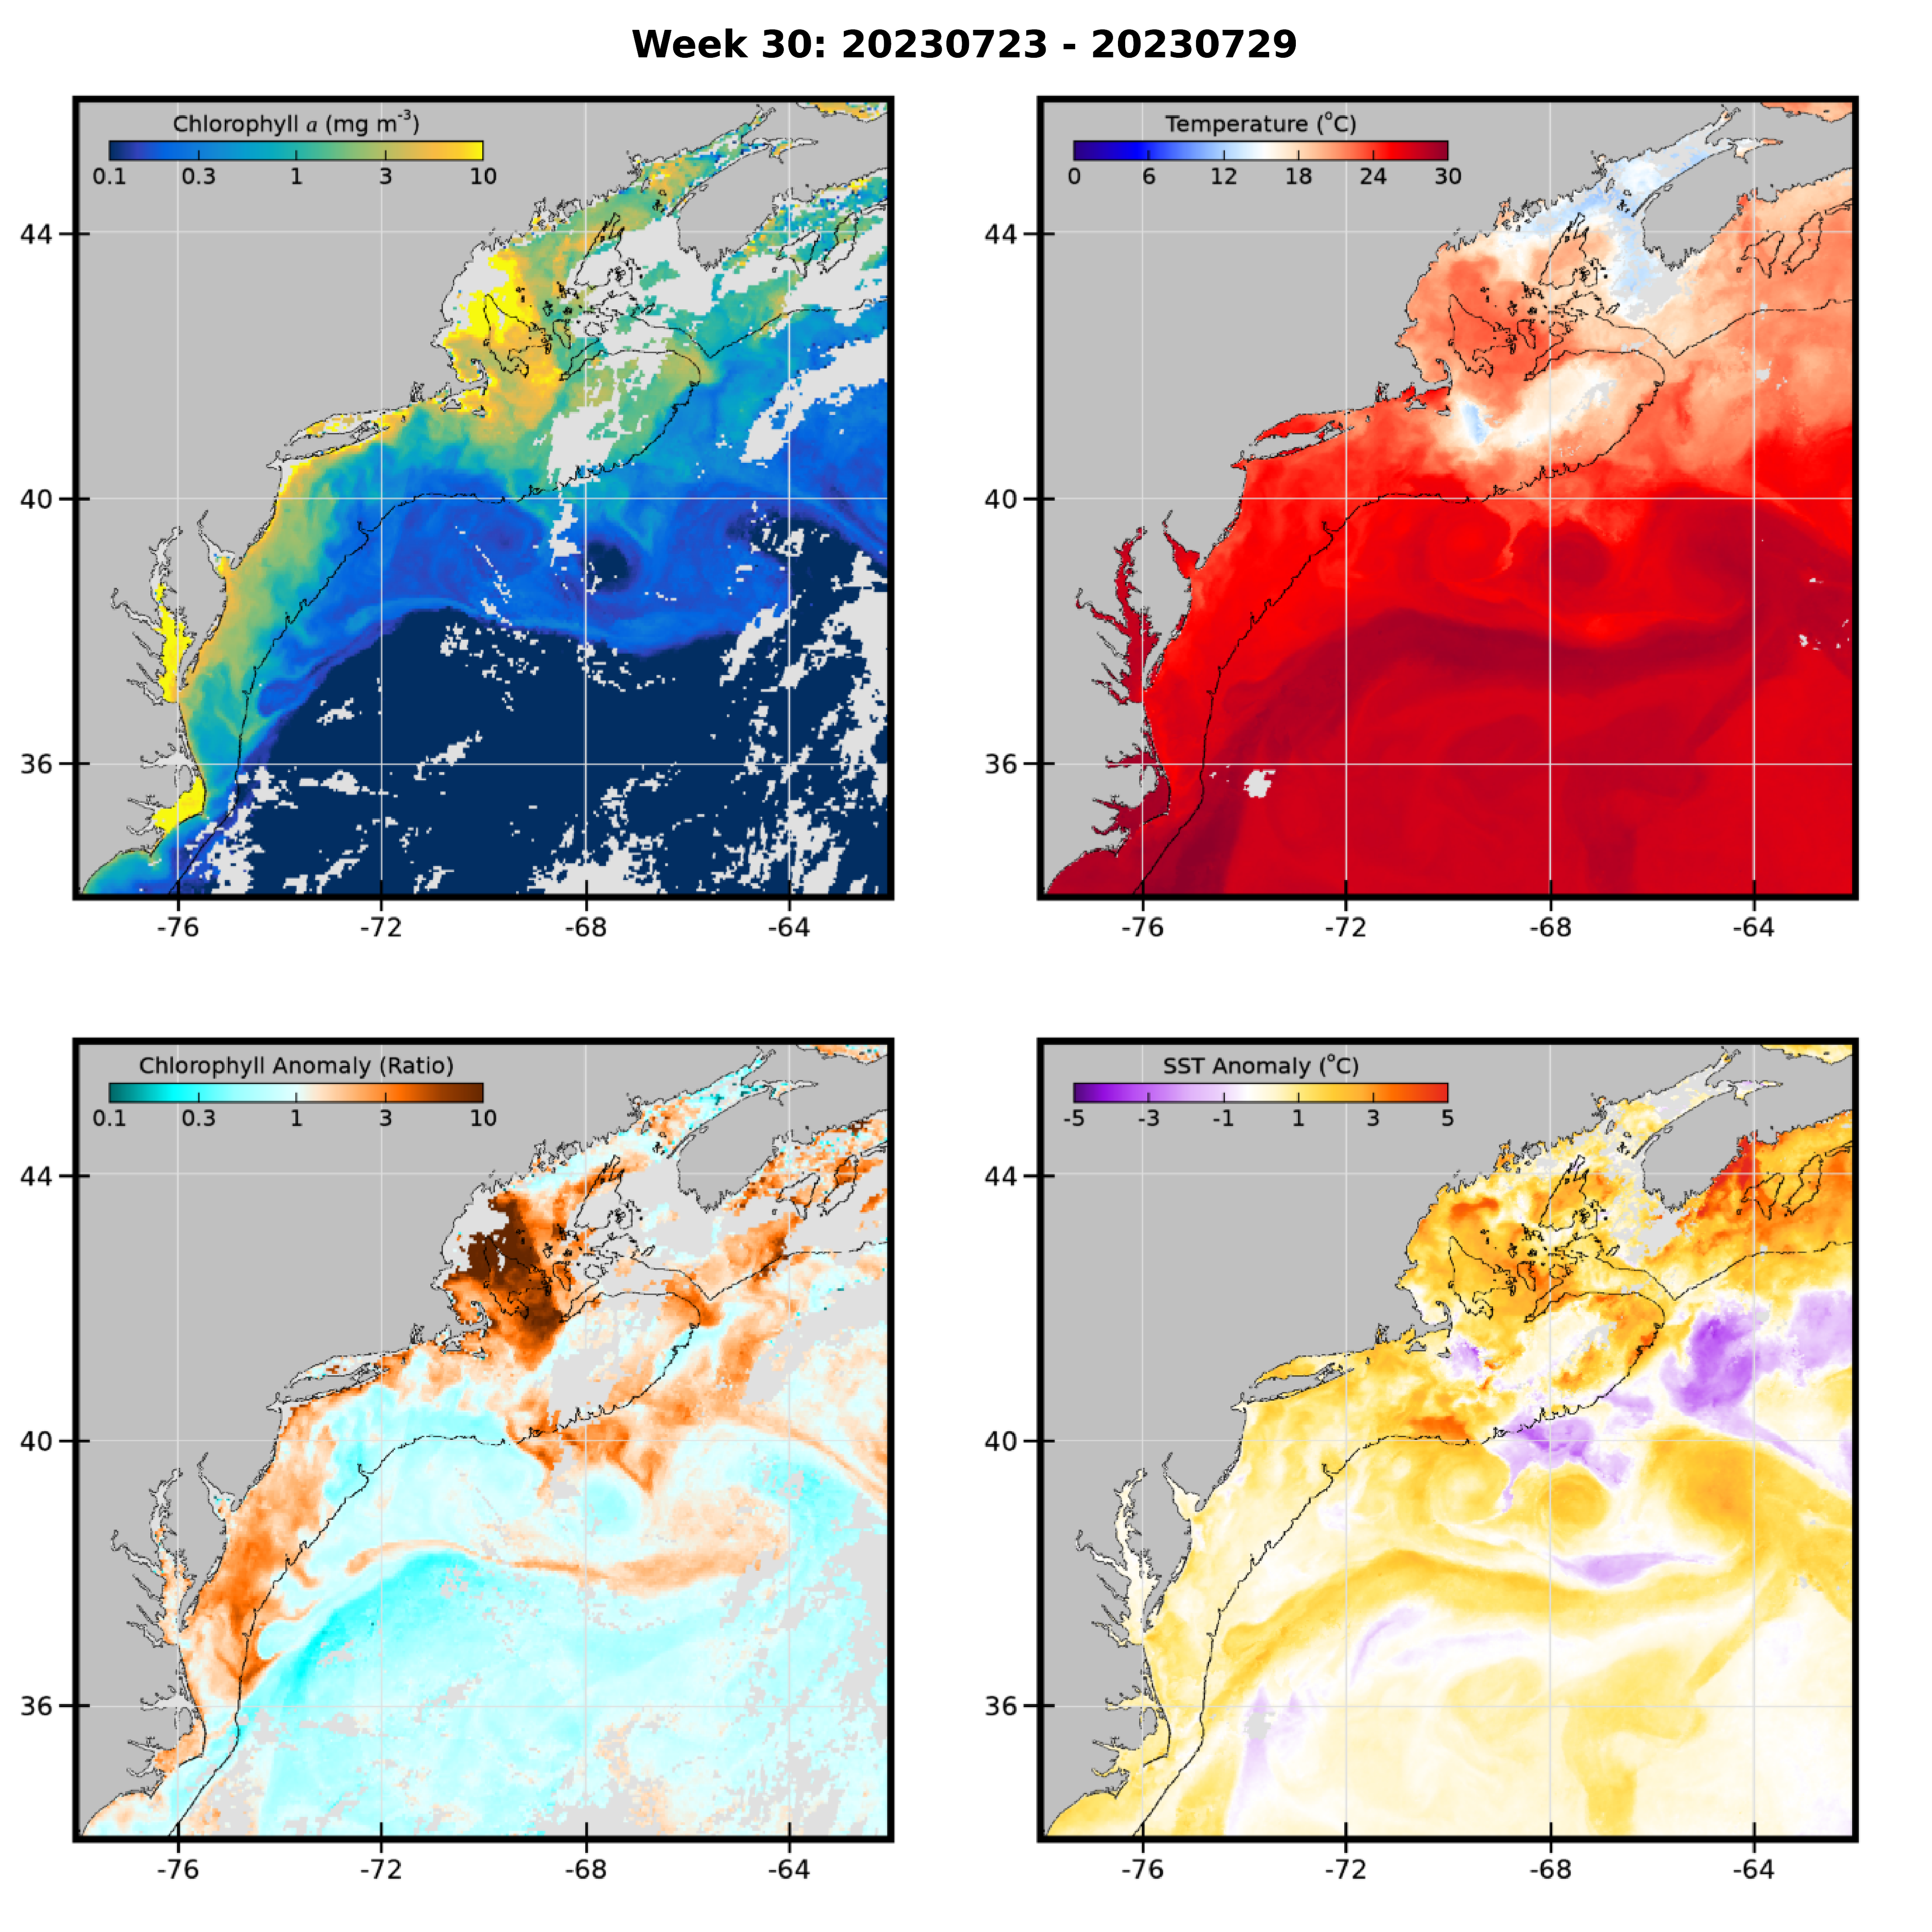 Week 30: 20230723 - 20230729
Chlorophyll a (mg m-3)
0.1 0.3 1 3 10
44
40
36
-76 -72 -68 -64
Temperature (°C)
0 6 12 18 24 30
44
40
36
-76 -72 -68 -64
Chlorophyll Anomaly (Ratio)
0.1 0.3 1 3 10
44
40
36
-76 -72 -68 -64
SST Anomaly (°C)
-5 -3 -1 1 3 5
44
40
36
-76 -72 -68 -64